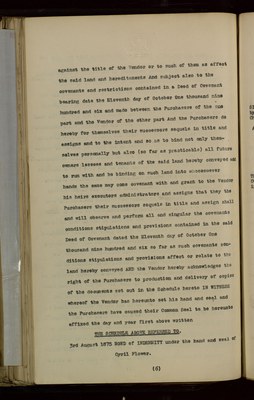 against the title of the Vendor or to such of them as affect
the said land and hereditaments And subject also to the
covenants and restrictions contained in a Deed of Covenant
bearing date the Eleventh day of October One thousand nine
hundred and six and made between the Purchasers of the one
part and the Vendor of the other part And the Purchasers do
hereby for themselves their successors sequels in title and
assigns and to the intent and so as to bind not only them-
selves personally but also (so far as practicable) all future
owners lessees and tenants of the said land hereby conveyed and
to run with and be binding on such land into whosesoever
hands the same may come covenant with and grant to the Vendor
his heirs executors administrators and assigns that they the
Purchasers their successors sequels in title and assign shall
and will observe and perform all and singular the covenants
conditions stipulations and provisions contained in the said
Deed of Covenant dated the Eleventh day of October One
thousand nine hundred and six so far as such covenants con-
ditions stipulations and provisions affect or relate to the
land hereby conveyed AND the Vendor hereby acknowledges the
right of the Purchasers to production and delivery of copies
of the documents set out in the Schedule hereto IN WITNESS
whereof the Vendor has hereunto set his hand and seal and
the Purchasers have caused their Common Seal to be hereunto
affixed the day and year first above written
THE SCHEDULE ABOVE REFERRED TO.
3rd August 1875 BOND of INDEMNITY under the hand and seal of
Cyril Flower.
(6)